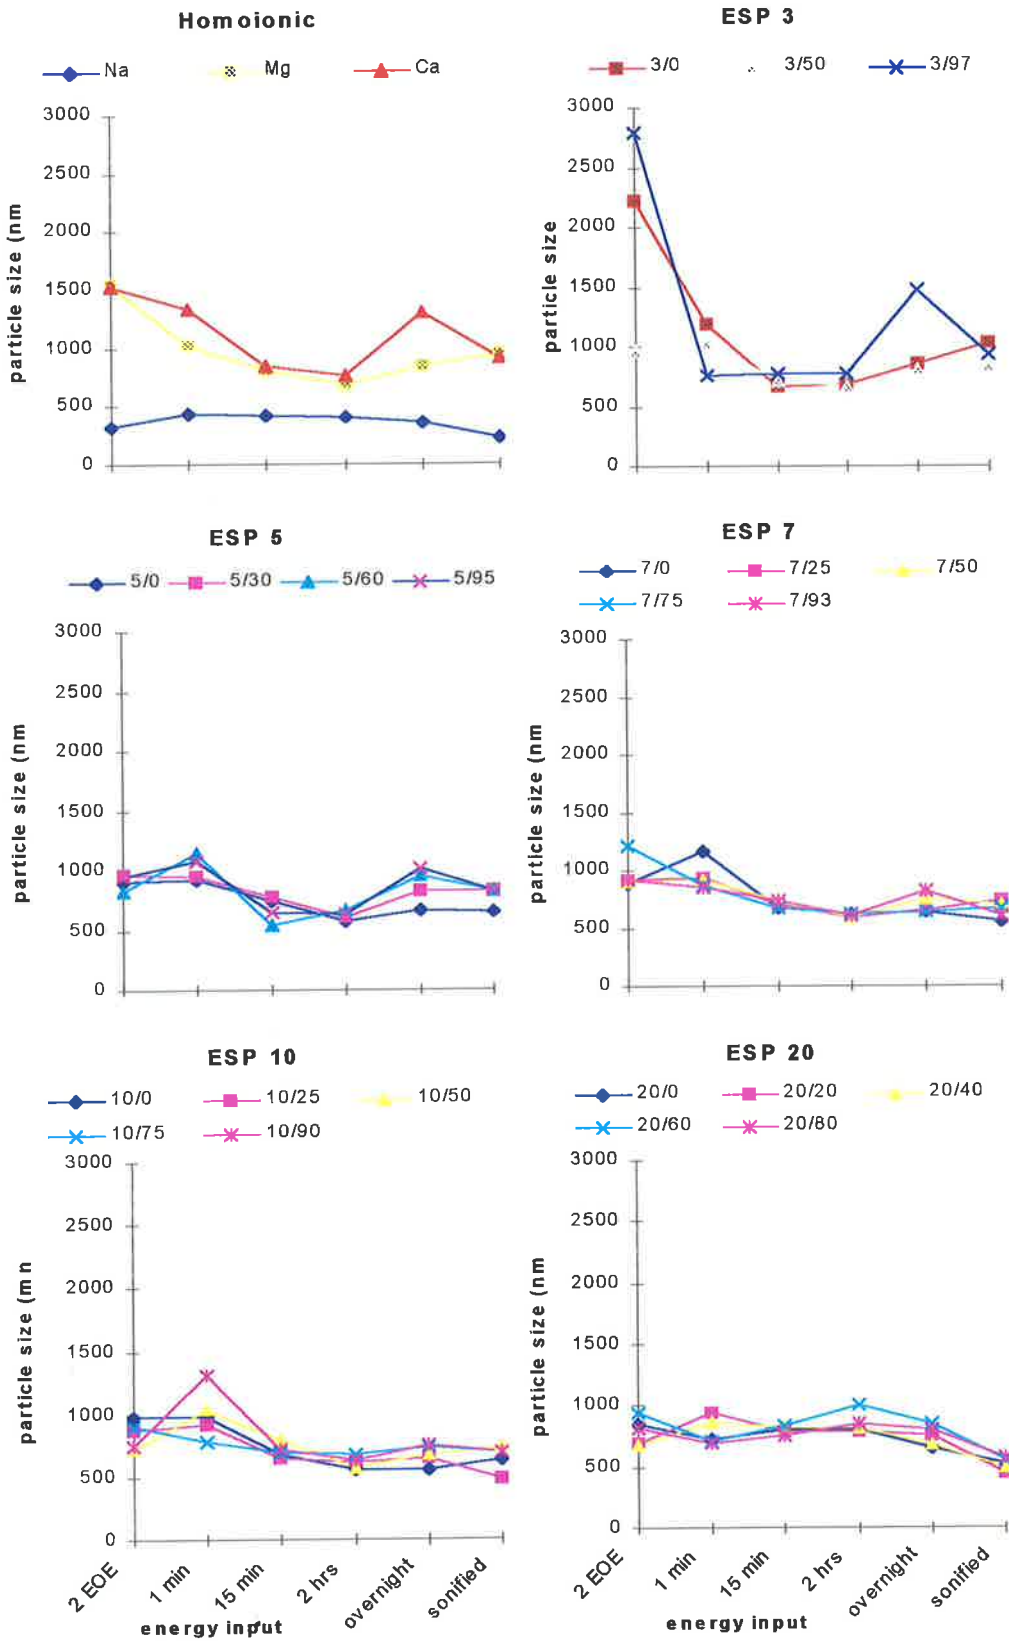 Homoionic
Na Mg Ca
3000
2500
2000
1500
1000
500
0
particle size (nm
ESP 3
3/0 3/50 3/97
3000
2500
2000
1500
1000
500
0
particle size
ESP 5
5/0 5/30 5/60 5/95
3000
2500
2000
1500
1000
500
0
particle size (nm
ESP 7
7/0 7/25 7/50
7/75 7/93
3000
2500
2000
1500
1000
500
0
particle size (nm
ESP 10
10/0 10/25 10/50
10/75 10/90
3000
2500
2000
1500
1000
500
0
particle size (mn
2 EOE
1 min
15 min
2 hrs
overnight
sonified
energy input
ESP 20
20/0 20/20 20/40
20/60 20/80
3000
2500
2000
1500
1000
500
0
particle size (nm
2 EOE
1 min
15 min
2 hrs
overnight
sonified
energy input